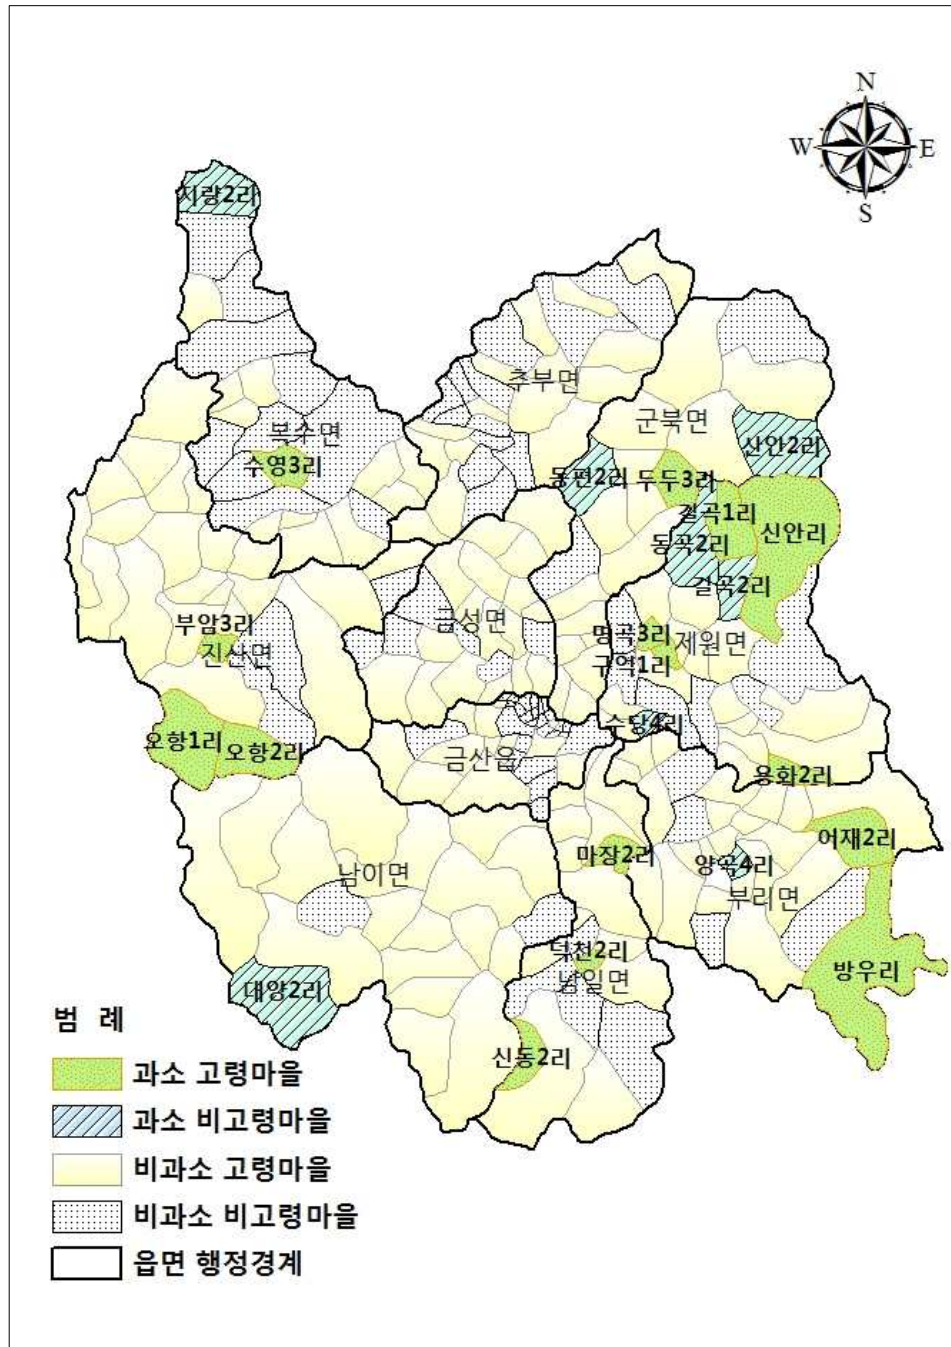 N
W
E
S
지량2리
추부면
군북면
복수면
수영3리
산안2리
동편2리
두두3리
길곡1리
신안리
동곡2리
길곡2리
금성면
부암3리
진산면
명곡3리
제원면
구억1리
수당4리
오항1리
오항2리
금산읍
용화2리
어재2리
마장2리
양곡4리
남이면
부리면
덕천2리
남일면
방우리
대양2리
신동2리
범 례
과소 고령마을
과소 비고령마을
비과소 고령마을
비과소 비고령마을
읍면 행정경계